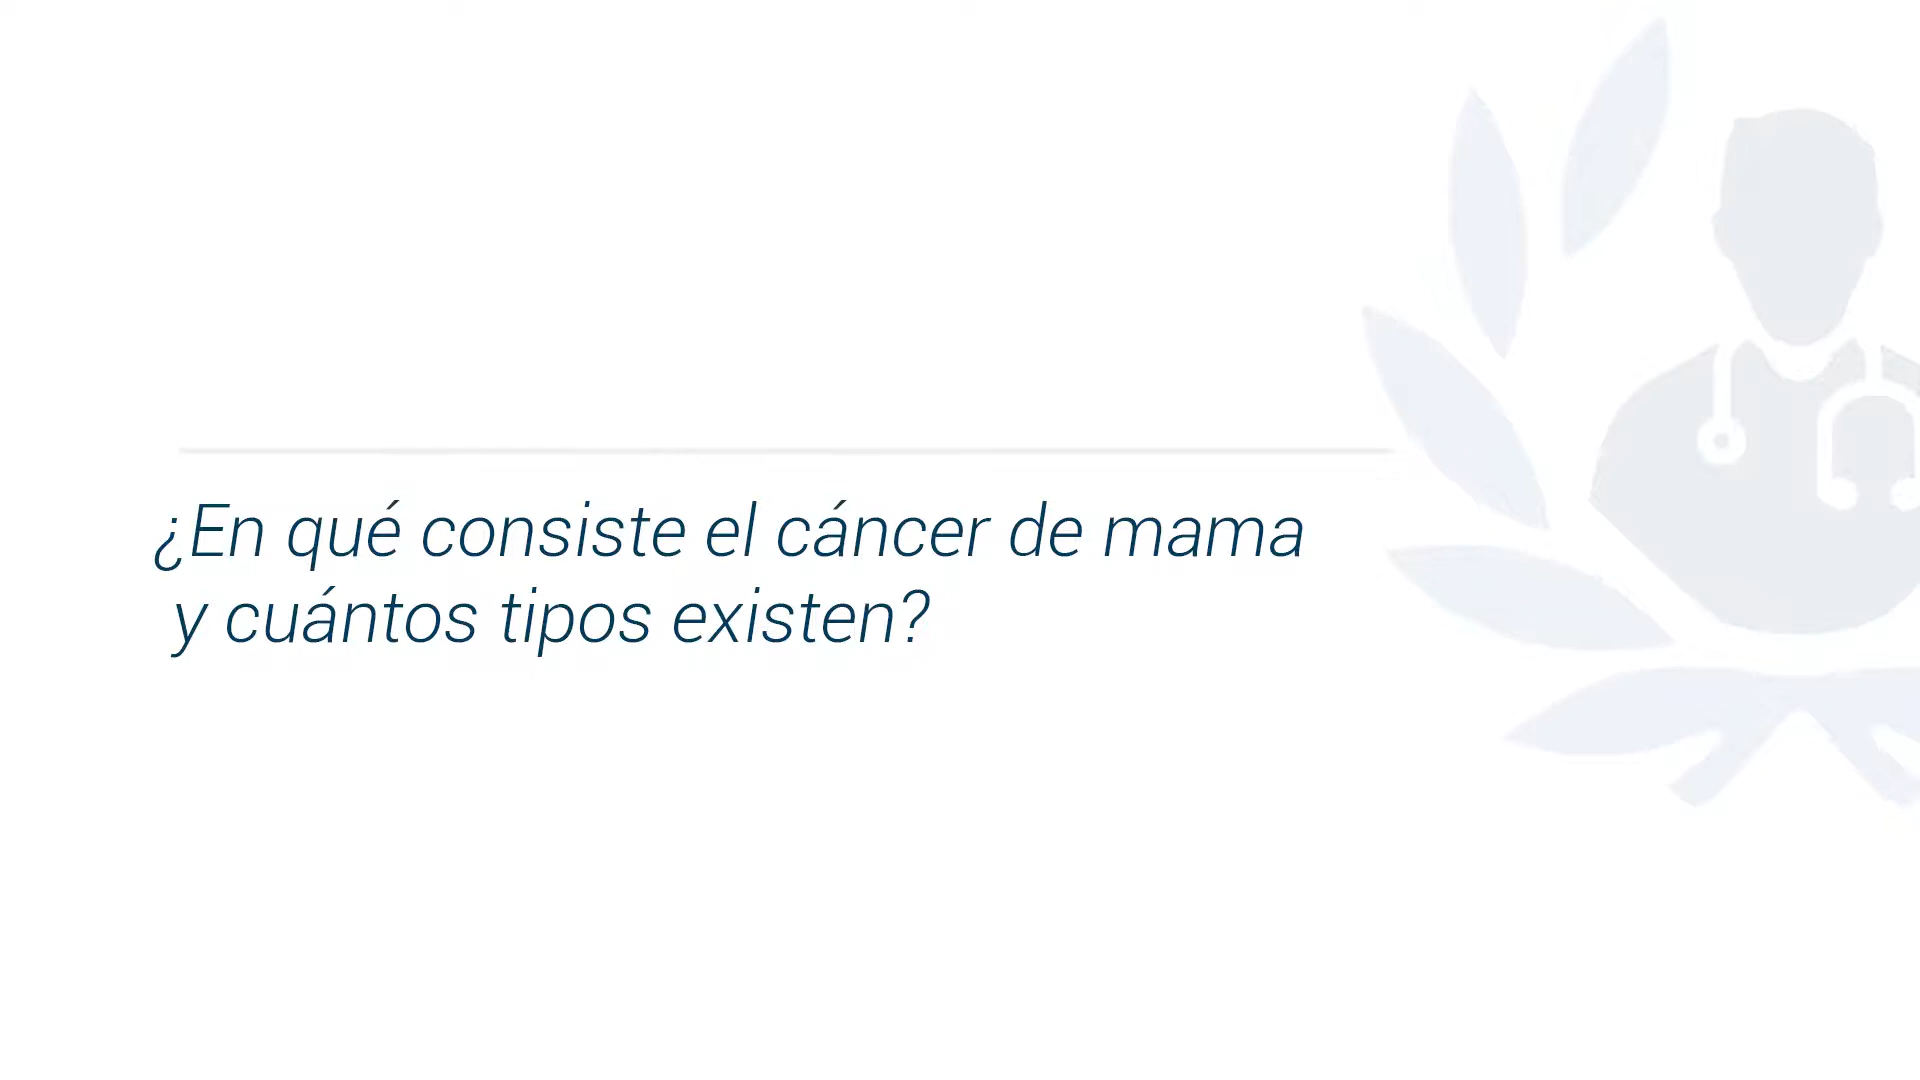 ¿En qué consiste el cáncer de mama
y cuántos tipos existen?